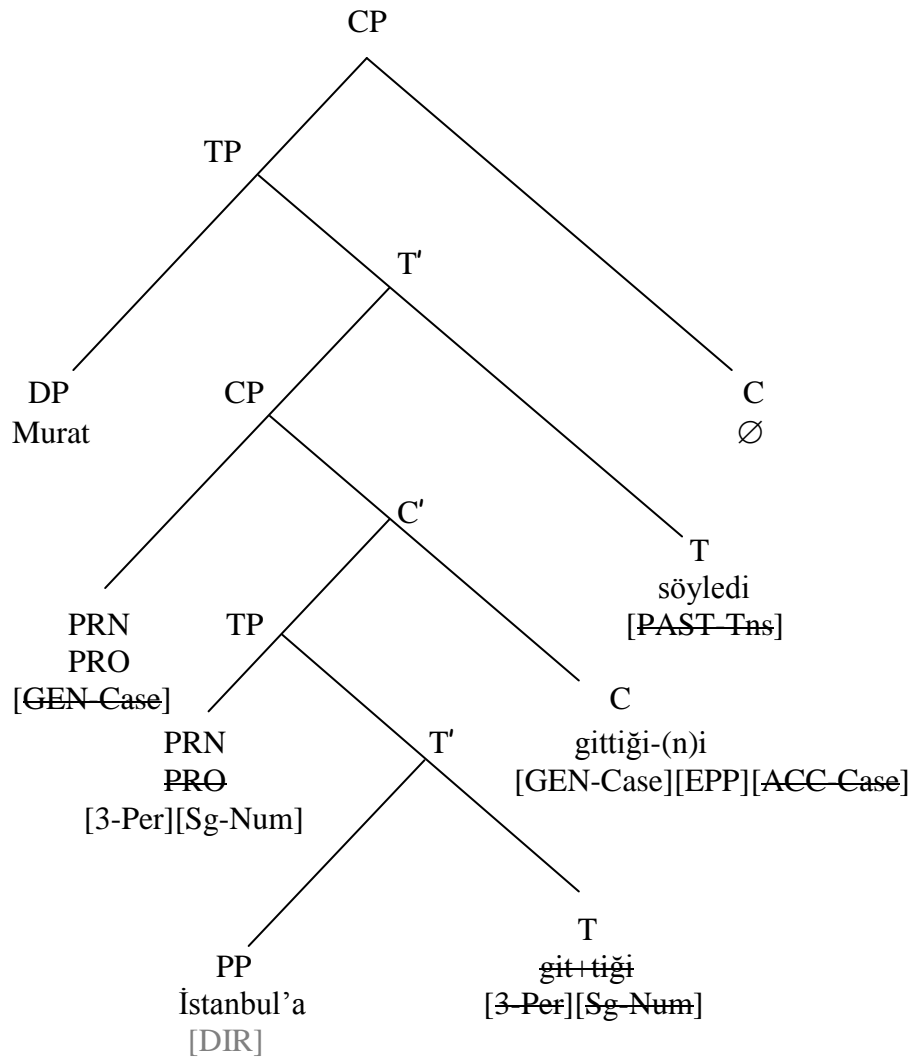 CP
TP
T′
DP CP C
Murat ∅
C′
T
söyledi
PRN TP [PAST-Tns]
PRO
[GEN-Case] C
PRN T′ gittiği-(n)i
PRO [GEN-Case][EPP][ACC-Case]
[3-Per][Sg-Num]
T
PP git+tiği
İstanbul’a [3-Per][Sg-Num]
[DIR]